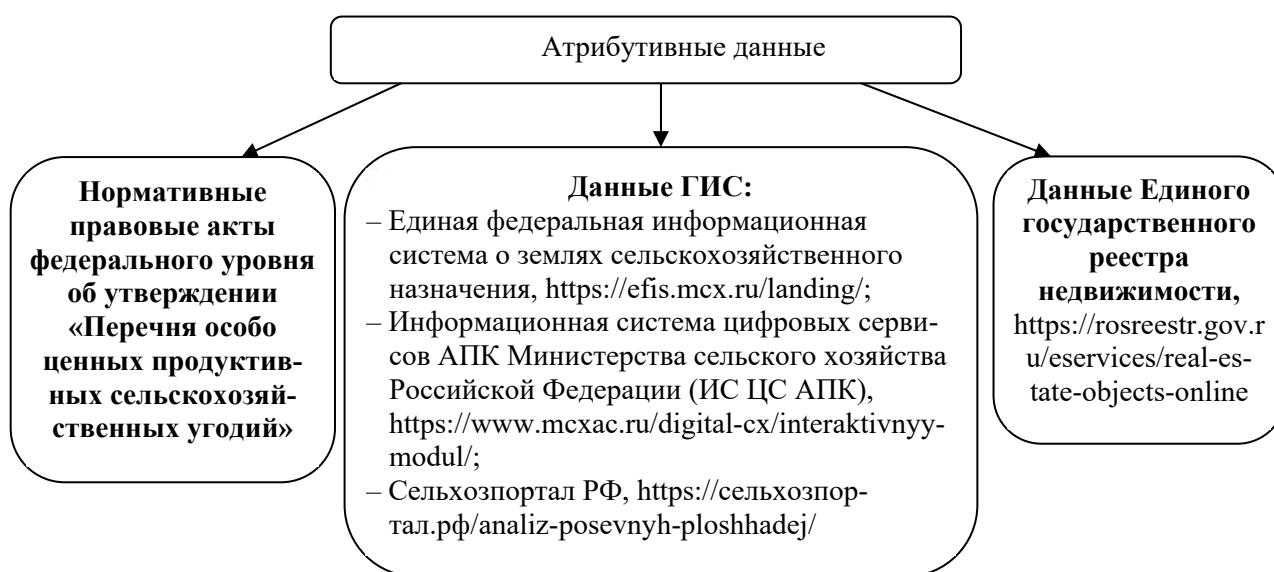 Атрибутивные данные
Нормативные
правовые акты
федерального уровня
об утверждении
«Перечня особо
ценных продуктив-
ных сельскохозяй-
ственных угодий»
Данные ГИС:
– Единая федеральная информационная
система о землях сельскохозяйственного
назначения, https://efis.mcx.ru/landing/;
– Информационная система цифровых серви-
сов АПК Министерства сельского хозяйства
Российской Федерации (ИС ЦС АПК),
https://www.mcxac.ru/digital-cx/interaktivnyy-
modul/;
– Сельхозпортал РФ, https://сельхозпор-
тал.рф/analiz-posevnyh-ploshhadej/
Данные Единого
государственного
реестра
недвижимости,
https://rosreestr.gov.r
u/eservices/real-es-
tate-objects-online